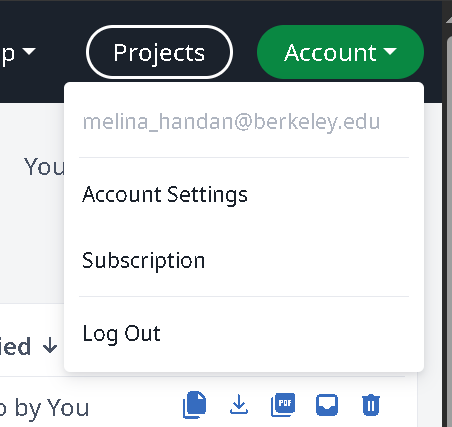 p
Projects
Account
melina_handan@berkeley.edu
You
Account Settings
Subscription
Log Out
ied ↓
o by You
PDF